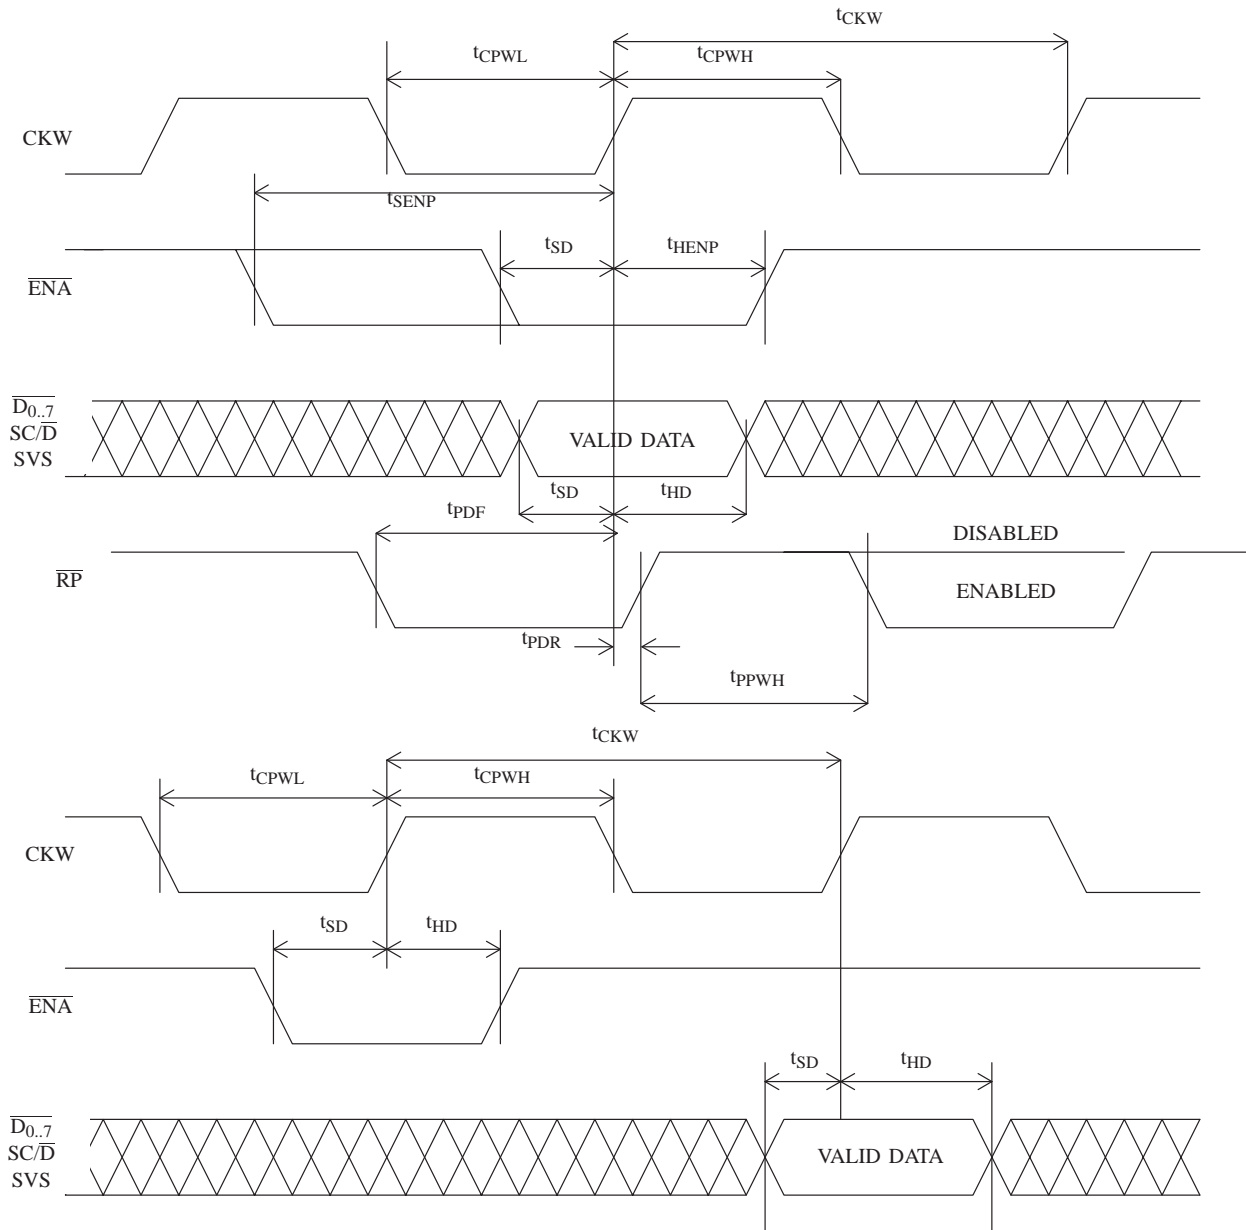 tCKW
tCPWL tCPWH
CKW
tSENP
tSD tHENP
ENA
D0..7
SC/D VALID DATA
SVS
tSD tHD
tPDF
DISABLED
RP
ENABLED
tPDR
tPPWH
tCKW
tCPWL tCPWH
CKW
tSD tHD
ENA
tSD tHD
D0..7
SC/D VALID DATA
SVS